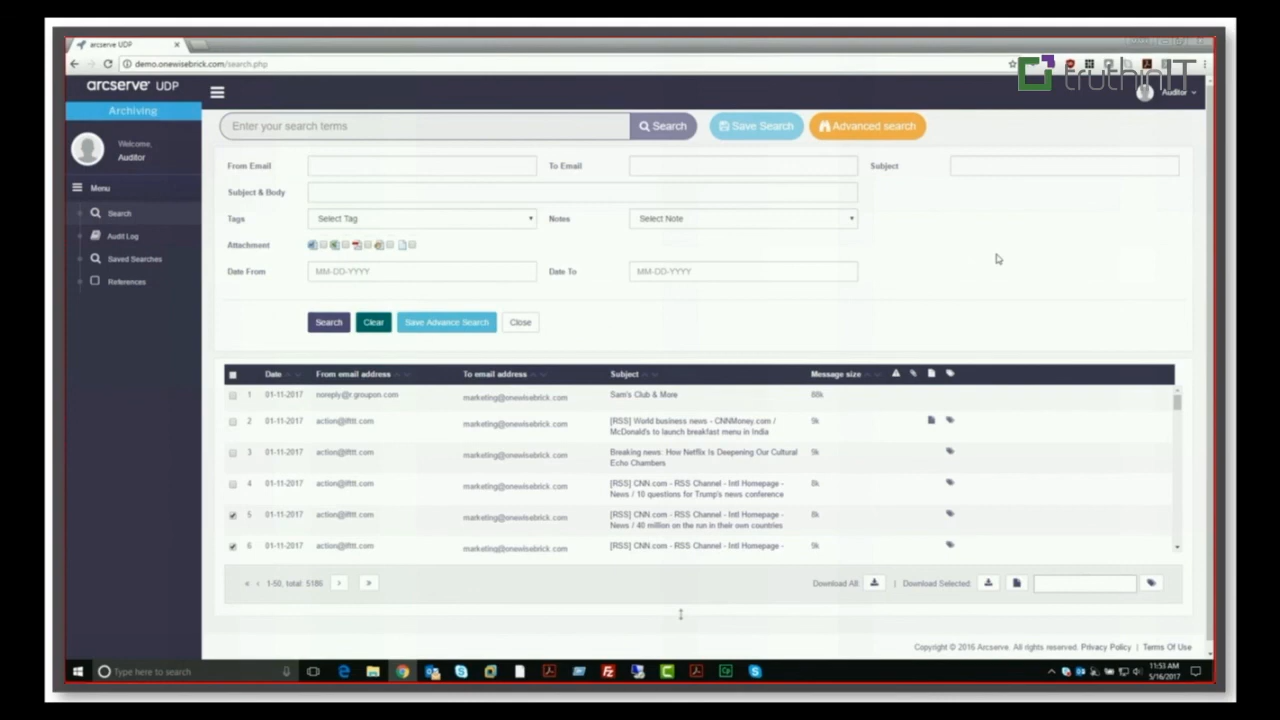 arcserve UDP
demo.onewisebrick.com/search.php
truthinIT
arcserve UDP
Auditor
Archiving
Enter your search terms
Search
Save Search
Advanced search
Welcome,
Auditor
From Email
To Email
Subject
Menu
Subject & Body
Search
Tags
Select Tag
Notes
Select Note
Audit Log
Attachment
Saved Searches
Date From
MM-DD-YYYY
Date To
MM-DD-YYYY
References
Search
Clear
Save Advance Search
Close
Date From email address To email address Subject Message size
1 01-11-2017 noreply@r.groupon.com marketing@onewisebrick.com Sam's Club & More 88k
2 01-11-2017 action@ifttt.com marketing@onewisebrick.com [RSS] World business news - CNNMoney.com / 9k
McDonald's to launch breakfast menu in India
3 01-11-2017 action@ifttt.com marketing@onewisebrick.com Breaking news: How Netflix Is Deepening Our Cultural 9k
Echo Chambers
4 01-11-2017 action@ifttt.com marketing@onewisebrick.com [RSS] CNN.com - RSS Channel - Intl Homepage - 8k
News / 10 questions for Trump's news conference
5 01-11-2017 action@ifttt.com marketing@onewisebrick.com [RSS] CNN.com - RSS Channel - Intl Homepage - 8k
News / 40 million on the run in their own countries
6 01-11-2017 action@ifttt.com marketing@onewisebrick.com [RSS] CNN.com - RSS Channel - Intl Homepage - 9k
« ‹ 1-50, total: 5186 › »
Download All: | Download Selected:
Copyright © 2016 Arcserve. All rights reserved. Privacy Policy | Terms Of Use
Type here to search
11:53 AM
5/16/2017